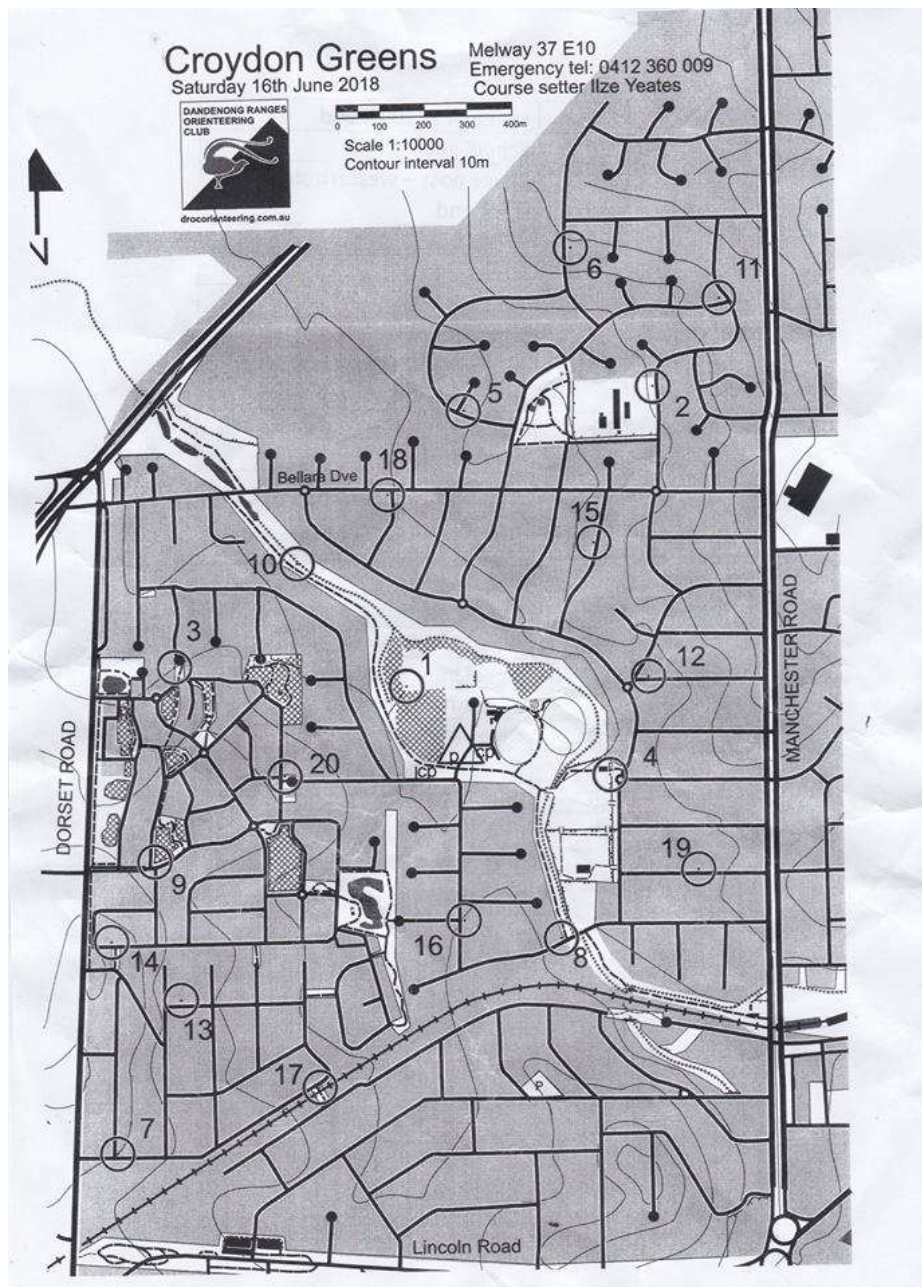 Croydon Greens
Saturday 16th June 2018
Melway 37 E10
Emergency tel: 0412 360 009
Course setter Ilze Yeates
DANDENONG RANGES
ORIENTEERING
CLUB
drocorienteering.com.au
0 100 200 300 400m
Scale 1:10000
Contour interval 10m
N
6
11
5
2
18
Bellara Dve
15
10
MANCHESTER ROAD
3
12
1
DORSET ROAD
p
cp
cp
4
20
9
19
16
8
14
13
17
P
7
Lincoln Road